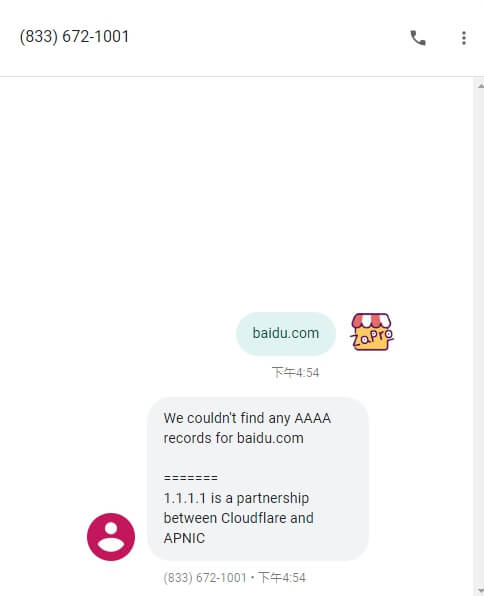 (833) 672-1001
baidu.com
ZaPro
下午4:54
We couldn't find any AAAA
records for baidu.com
=======
1.1.1.1 is a partnership
between Cloudflare and
APNIC
(833) 672-1001 • 下午4:54